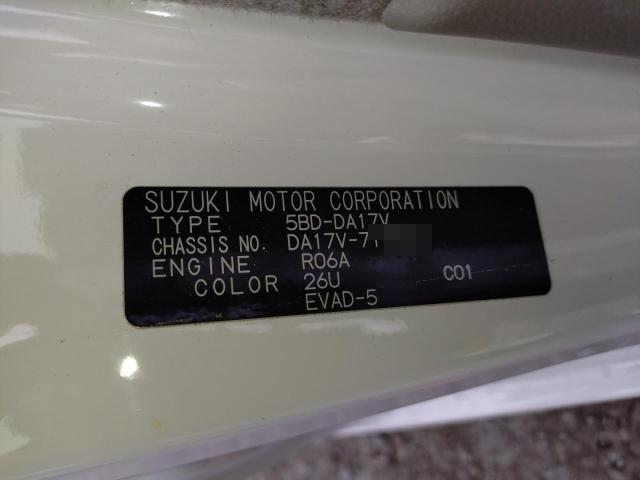 SUZUKI MOTOR CORPORATION
TYPE 5BD-DA17V
CHASSIS NO. DA17V-7
ENGINE R06A
COLOR 26U C01
EVAD-5